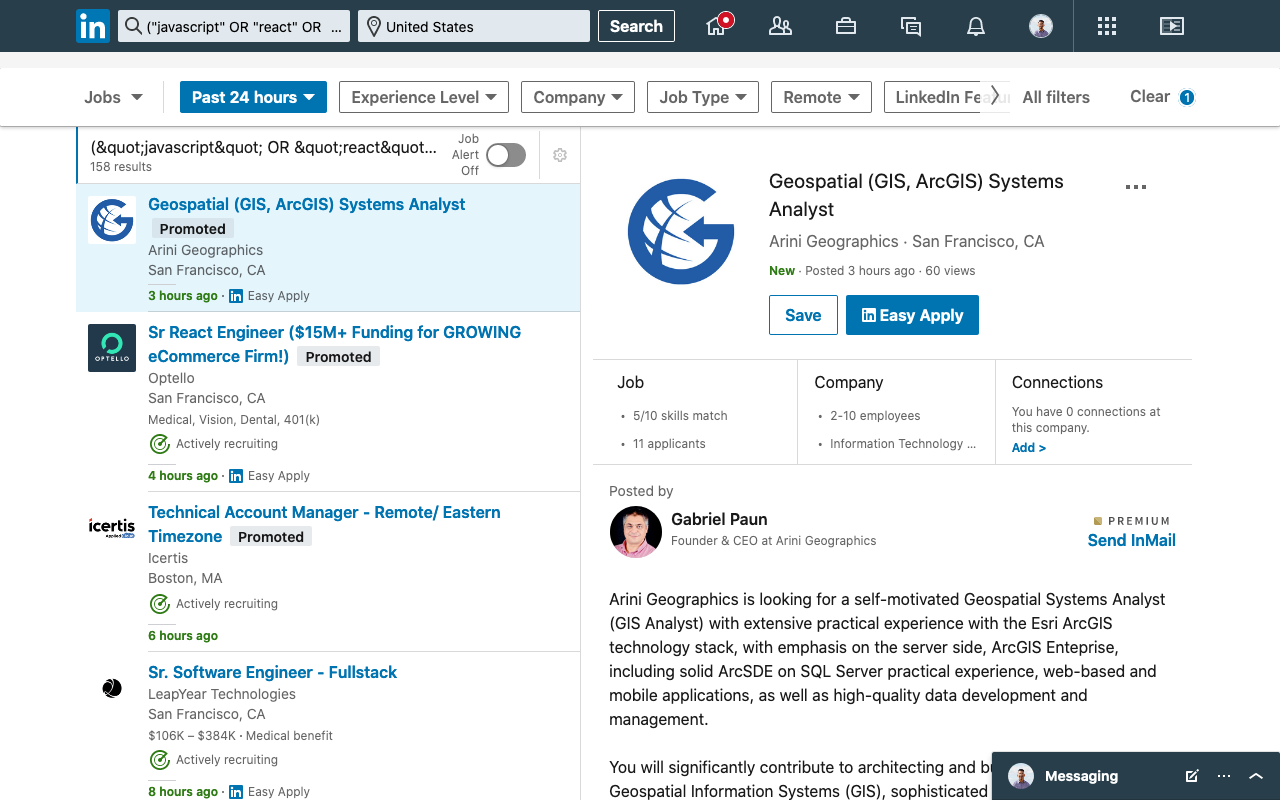 in
("javascript" OR "react" OR ...
United States
Search
Jobs
Past 24 hours
Experience Level
Company
Job Type
Remote
LinkedIn Featur
All filters
Clear 1
(&quot;javascript&quot; OR &quot;react&quot...
158 results
Job
Alert
Off
Geospatial (GIS, ArcGIS) Systems Analyst
Promoted
Arini Geographics
San Francisco, CA
3 hours ago · in Easy Apply
OPTELLO
Sr React Engineer ($15M+ Funding for GROWING
eCommerce Firm!) Promoted
Optello
San Francisco, CA
Medical, Vision, Dental, 401(k)
Actively recruiting
4 hours ago · in Easy Apply
icertis
Technical Account Manager - Remote/ Eastern
Timezone Promoted
Icertis
Boston, MA
Actively recruiting
6 hours ago
Sr. Software Engineer - Fullstack
LeapYear Technologies
San Francisco, CA
$106K – $384K · Medical benefit
Actively recruiting
8 hours ago · in Easy Apply
Geospatial (GIS, ArcGIS) Systems
Analyst
Arini Geographics · San Francisco, CA
New · Posted 3 hours ago · 60 views
Save
in Easy Apply
Job
• 5/10 skills match
• 11 applicants
Company
• 2-10 employees
• Information Technology ...
Connections
You have 0 connections at
this company.
Add >
Posted by
Gabriel Paun
Founder & CEO at Arini Geographics
PREMIUM
Send InMail
Arini Geographics is looking for a self-motivated Geospatial Systems Analyst
(GIS Analyst) with extensive practical experience with the Esri ArcGIS
technology stack, with emphasis on the server side, ArcGIS Enteprise,
including solid ArcSDE on SQL Server practical experience, web-based and
mobile applications, as well as high-quality data development and
management.
You will significantly contribute to architecting and bu
Geospatial Information Systems (GIS), sophisticated
Messaging